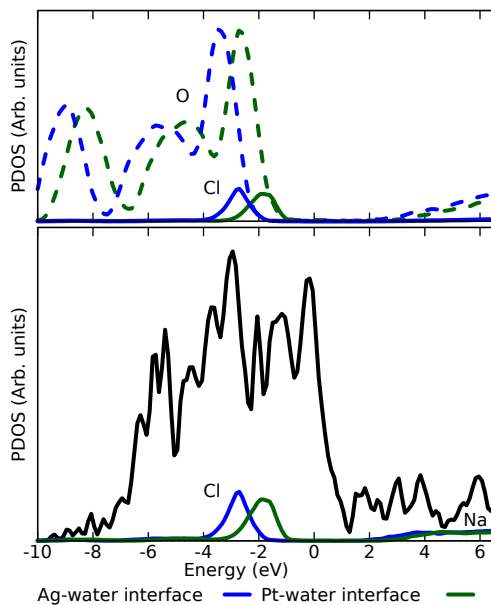 PDOS (Arb. units)
O
Cl
PDOS (Arb. units)
Cl
Na
-10 -8 -6 -4 -2 0 2 4 6
Energy (eV)
Ag-water interface Pt-water interface